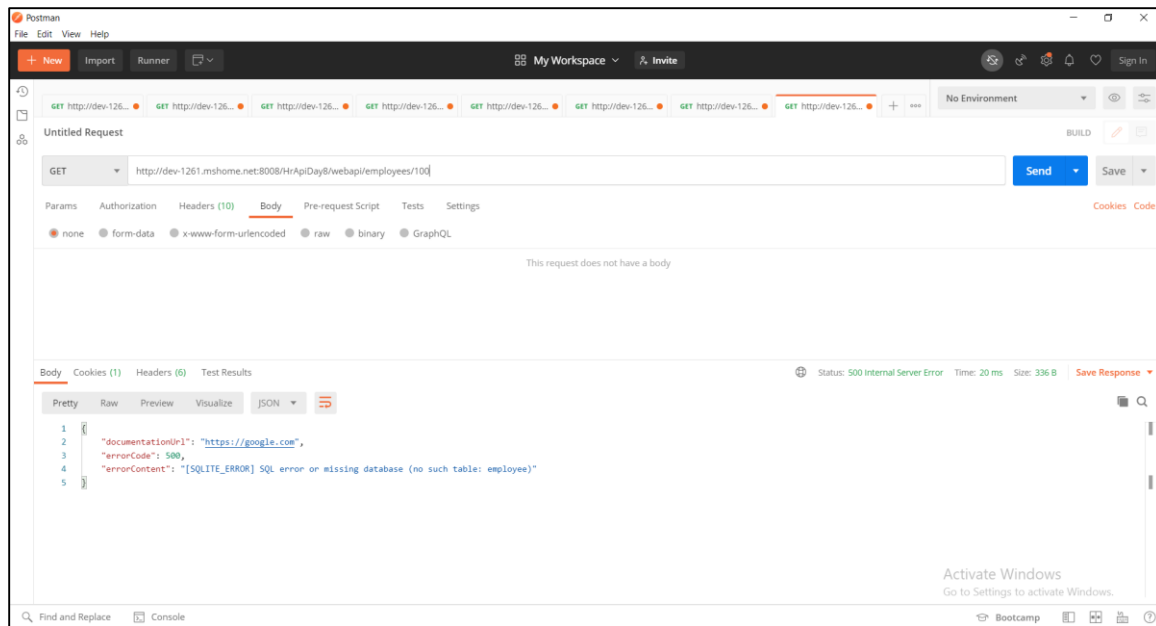 Postman
File Edit View Help
+ New Import Runner My Workspace Invite Sign In
GET http://dev-126... GET http://dev-126... GET http://dev-126... GET http://dev-126... GET http://dev-126... GET http://dev-126... GET http://dev-126... GET http://dev-126... + ooo No Environment
Untitled Request BUILD
GET http://dev-1261.mshome.net:8008/HrApiDay8/webapi/employees/100 Send Save
Params Authorization Headers (10) Body Pre-request Script Tests Settings Cookies Code
none form-data x-www-form-urlencoded raw binary GraphQL
This request does not have a body
Body Cookies (1) Headers (6) Test Results Status: 500 Internal Server Error Time: 20 ms Size: 336 B Save Response
Pretty Raw Preview Visualize JSON
1 {
2 "documentationUrl": "https://google.com",
3 "errorCode": 500,
4 "errorContent": "[SQLITE_ERROR] SQL error or missing database (no such table: employee)"
5 }
Activate Windows
Go to Settings to activate Windows.
Find and Replace Console Bootcamp